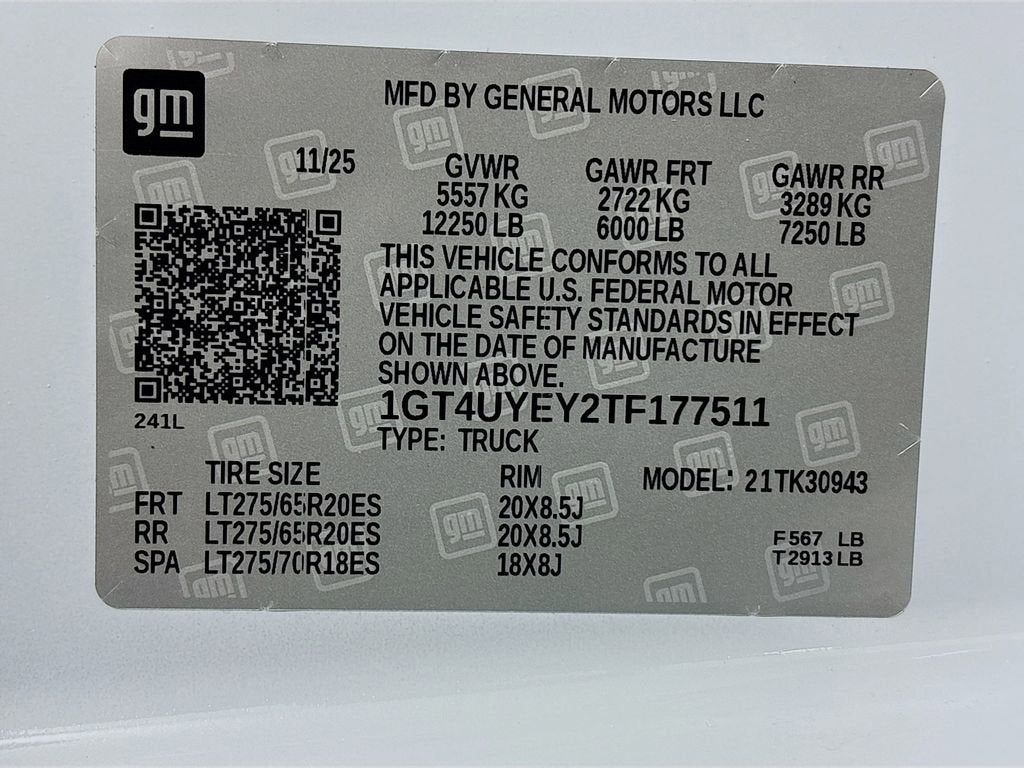 gm
MFD BY GENERAL MOTORS LLC
11/25 GVWR GAWR FRT GAWR RR
5557 KG 2722 KG 3289 KG
12250 LB 6000 LB 7250 LB
THIS VEHICLE CONFORMS TO ALL
APPLICABLE U.S. FEDERAL MOTOR
VEHICLE SAFETY STANDARDS IN EFFECT
ON THE DATE OF MANUFACTURE
SHOWN ABOVE.
241L
1GT4UYEY2TF177511
TYPE: TRUCK
TIRE SIZE RIM MODEL: 21TK30943
FRT LT275/65R20ES 20X8.5J
RR LT275/65R20ES 20X8.5J F 567 LB
SPA LT275/70R18ES 18X8J T 2913 LB